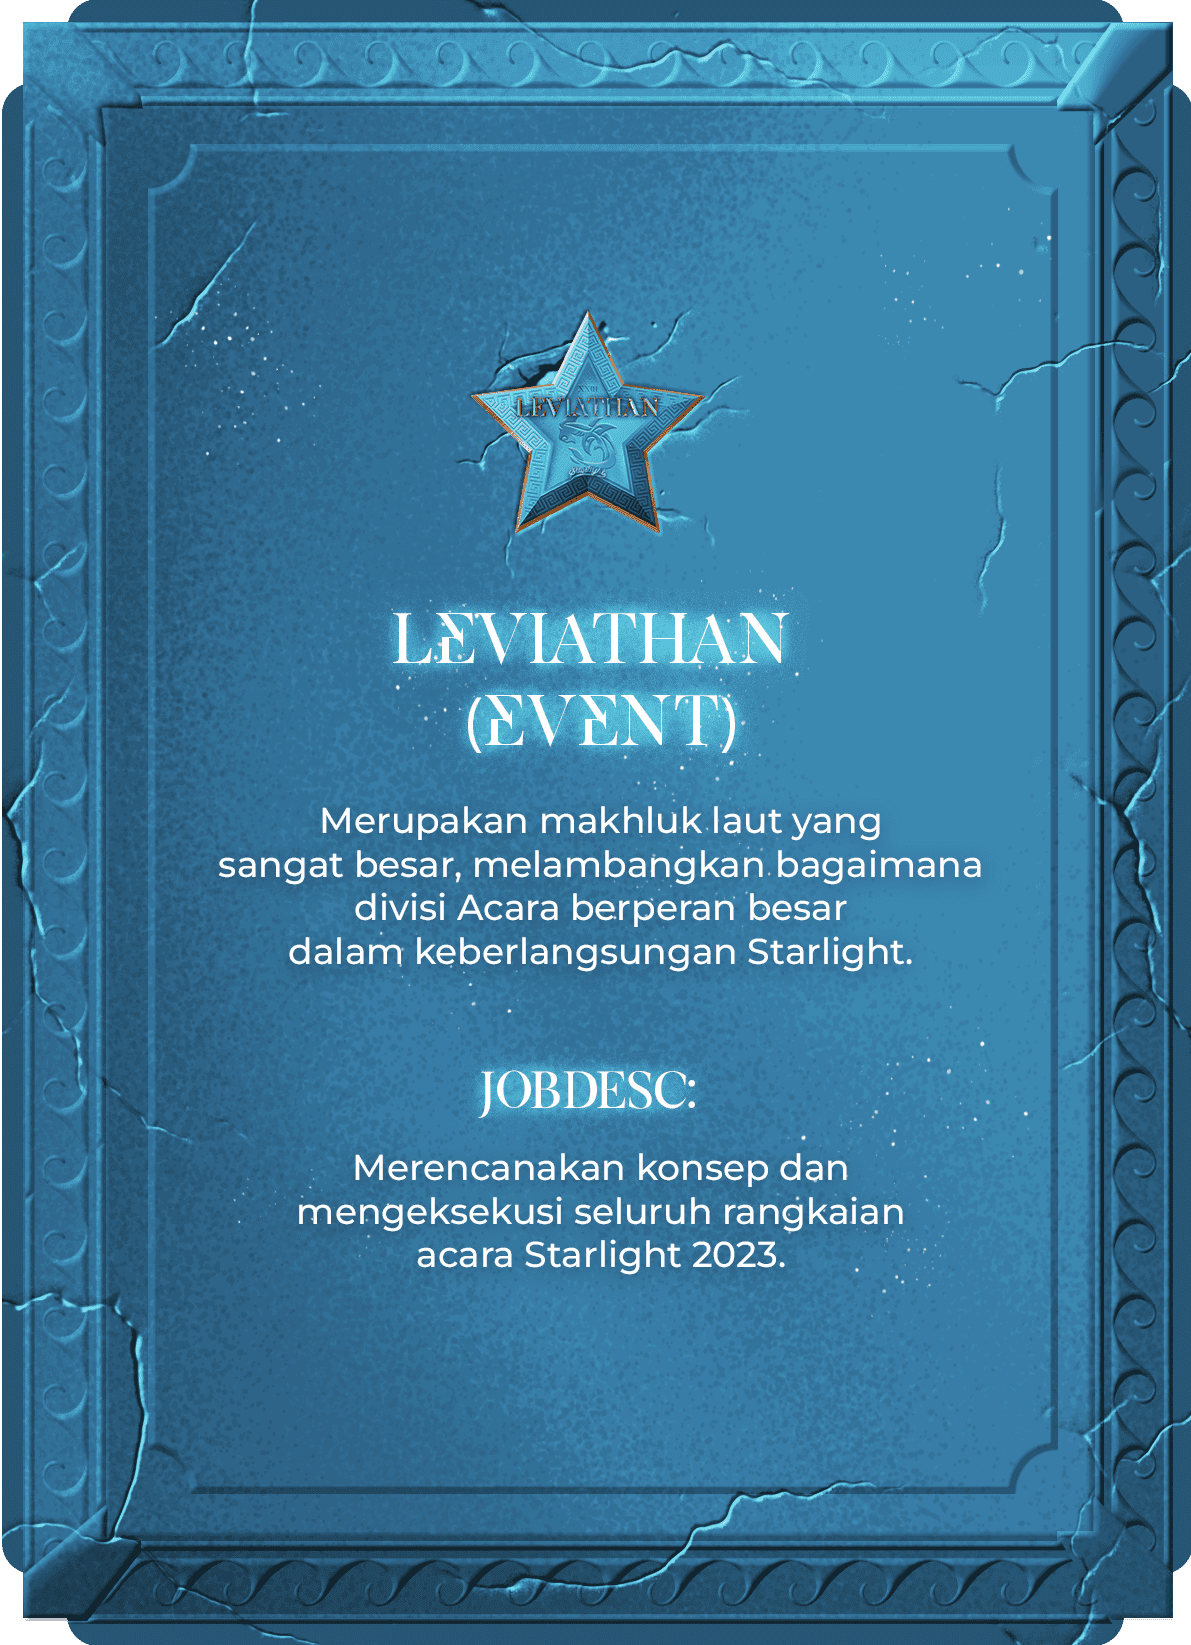 XXIII
LEVIATHAN
LEVIATHAN
(EVENT)
Merupakan makhluk laut yang
sangat besar, melambangkan bagaimana
divisi Acara berperan besar
dalam keberlangsungan Starlight.
JOBDESC:
Merencanakan konsep dan
mengeksekusi seluruh rangkaian
acara Starlight 2023.